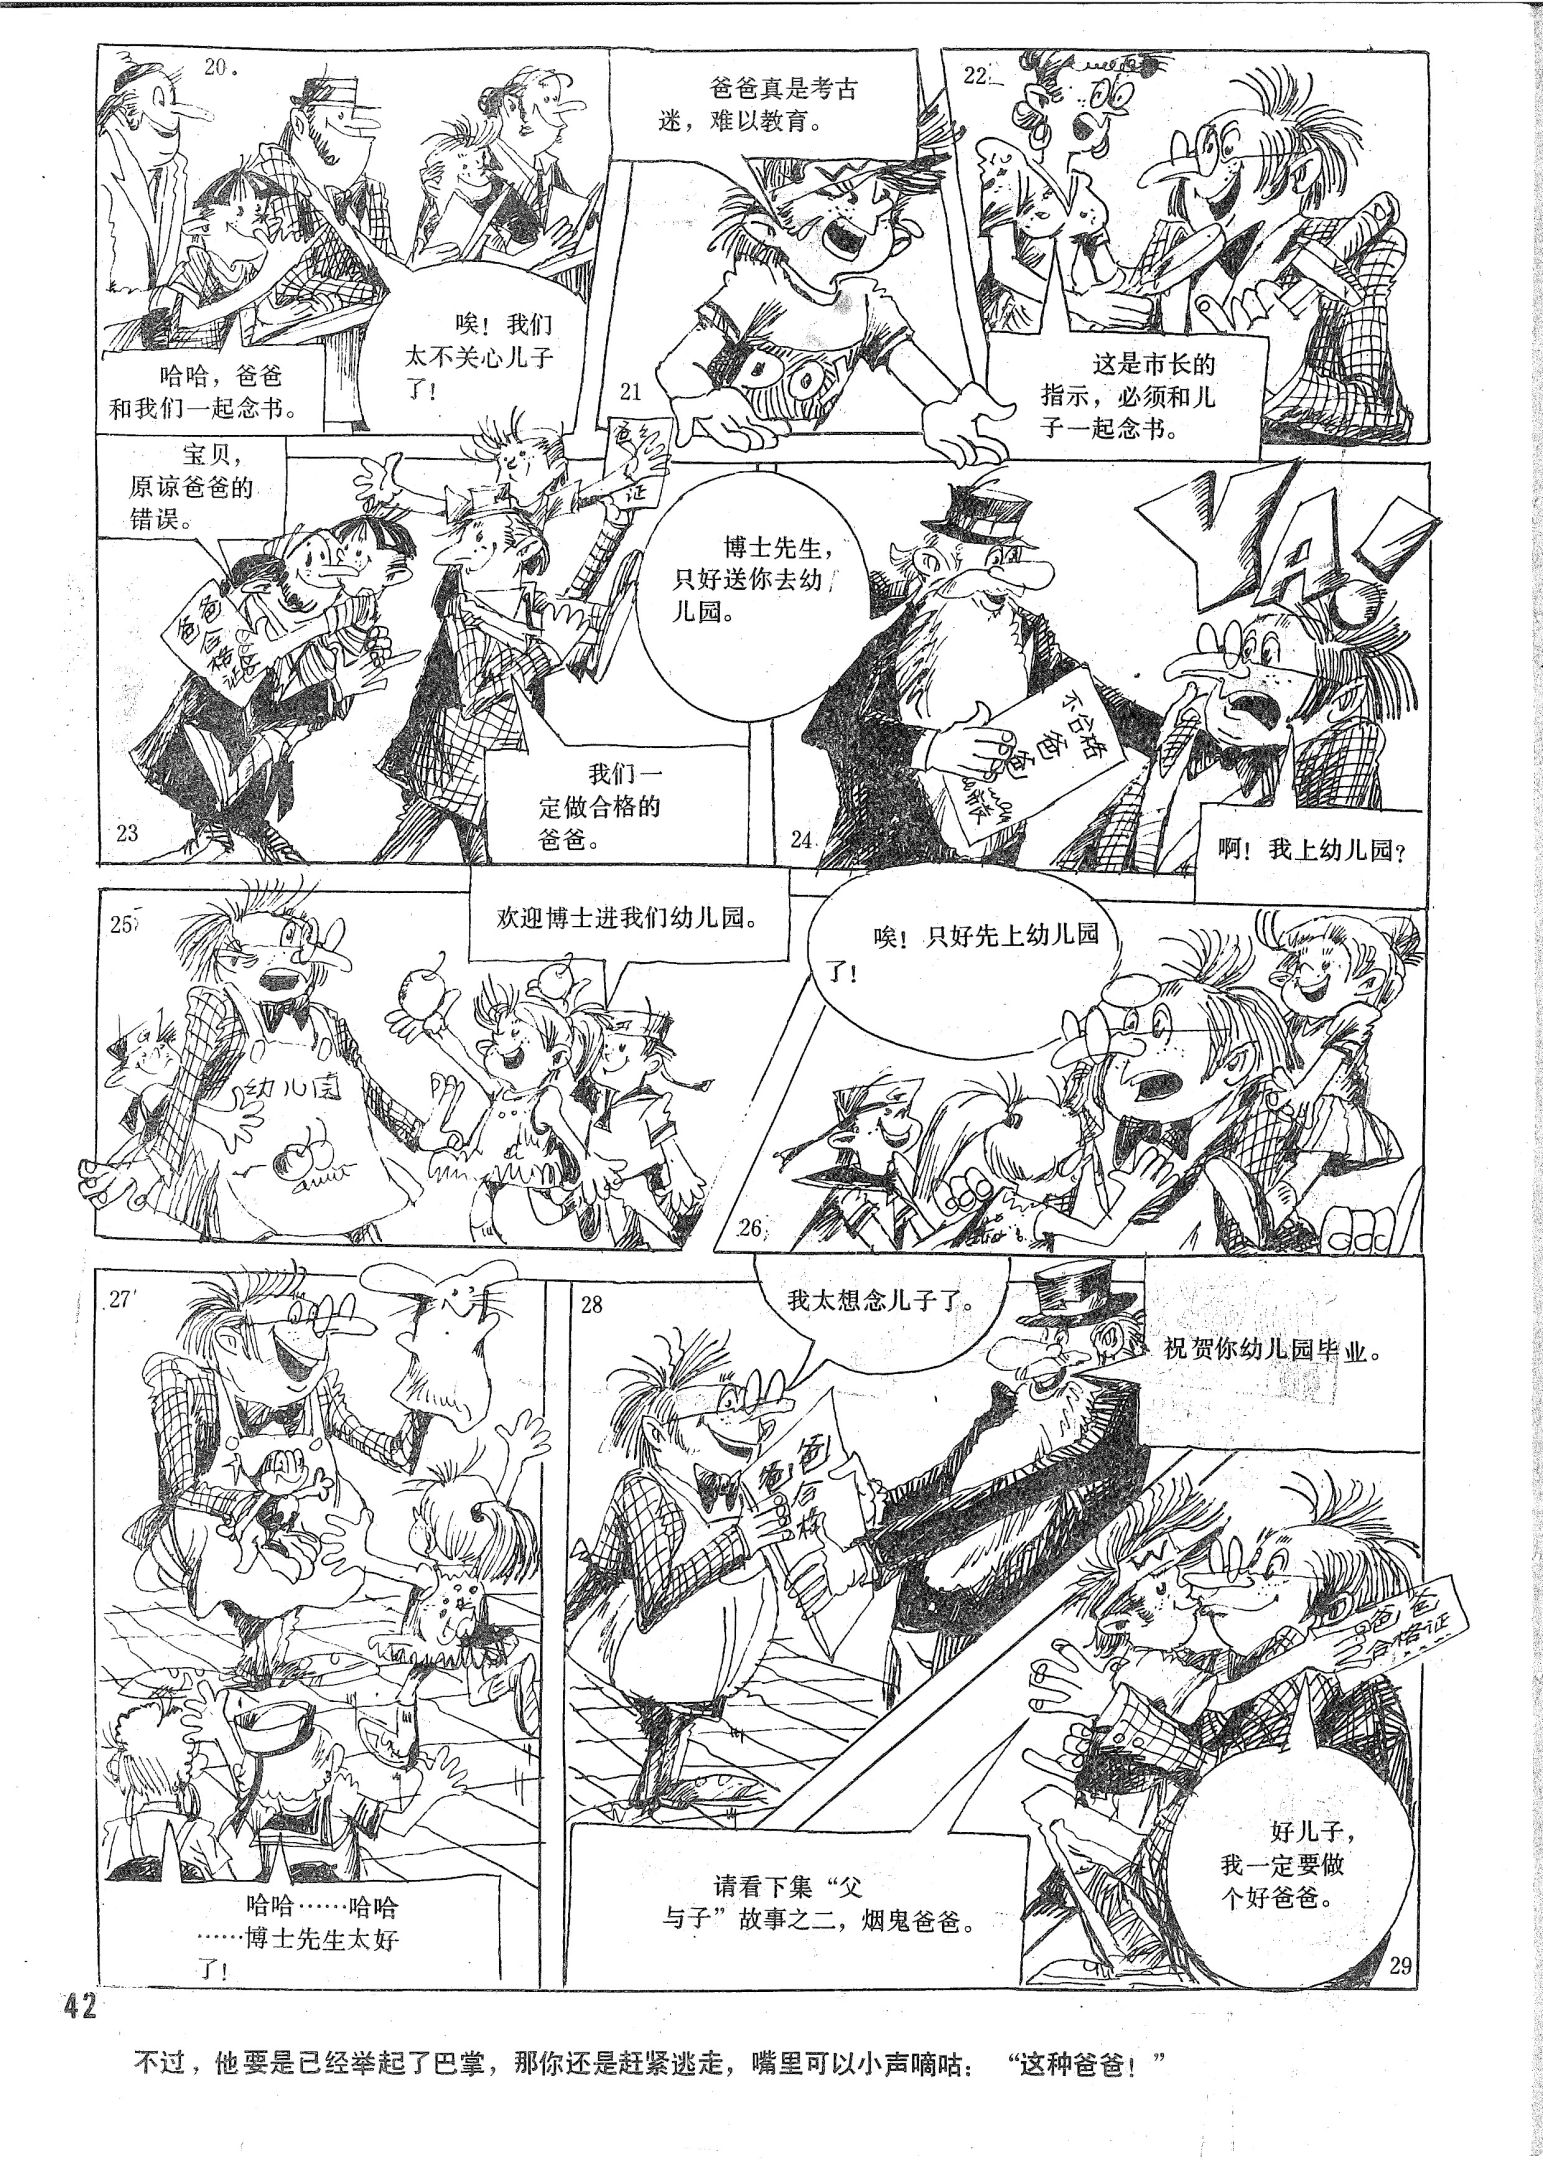 20.
哈哈，爸爸
和我们一起念书。
唉！我们
太不关心儿子
了！
爸爸真是考古
迷，难以教育。
21
22
这是市长的
指示，必须和儿
子一起念书。
宝贝，
原谅爸爸的
错误。
爸爸
合格
证
爸
证
23
我们一
定做合格的
爸爸。
博士先生，
只好送你去幼
儿园。
YA!
不合格
爸爸
24
啊！我上幼儿园？
25
欢迎博士进我们幼儿园。
幼儿园
唉！只好先上幼儿园
了！
26
27
哈哈……哈哈
……博士先生太好
了！
28
我太想念儿子了。
祝贺你幼儿园毕业。
爸爸
合格
爸爸
合格证
请看下集“父
与子”故事之二，烟鬼爸爸。
好儿子，
我一定要做
个好爸爸。
29
42
不过，他要是已经举起了巴掌，那你还是赶紧逃走，嘴里可以小声嘀咕：“这种爸爸！”